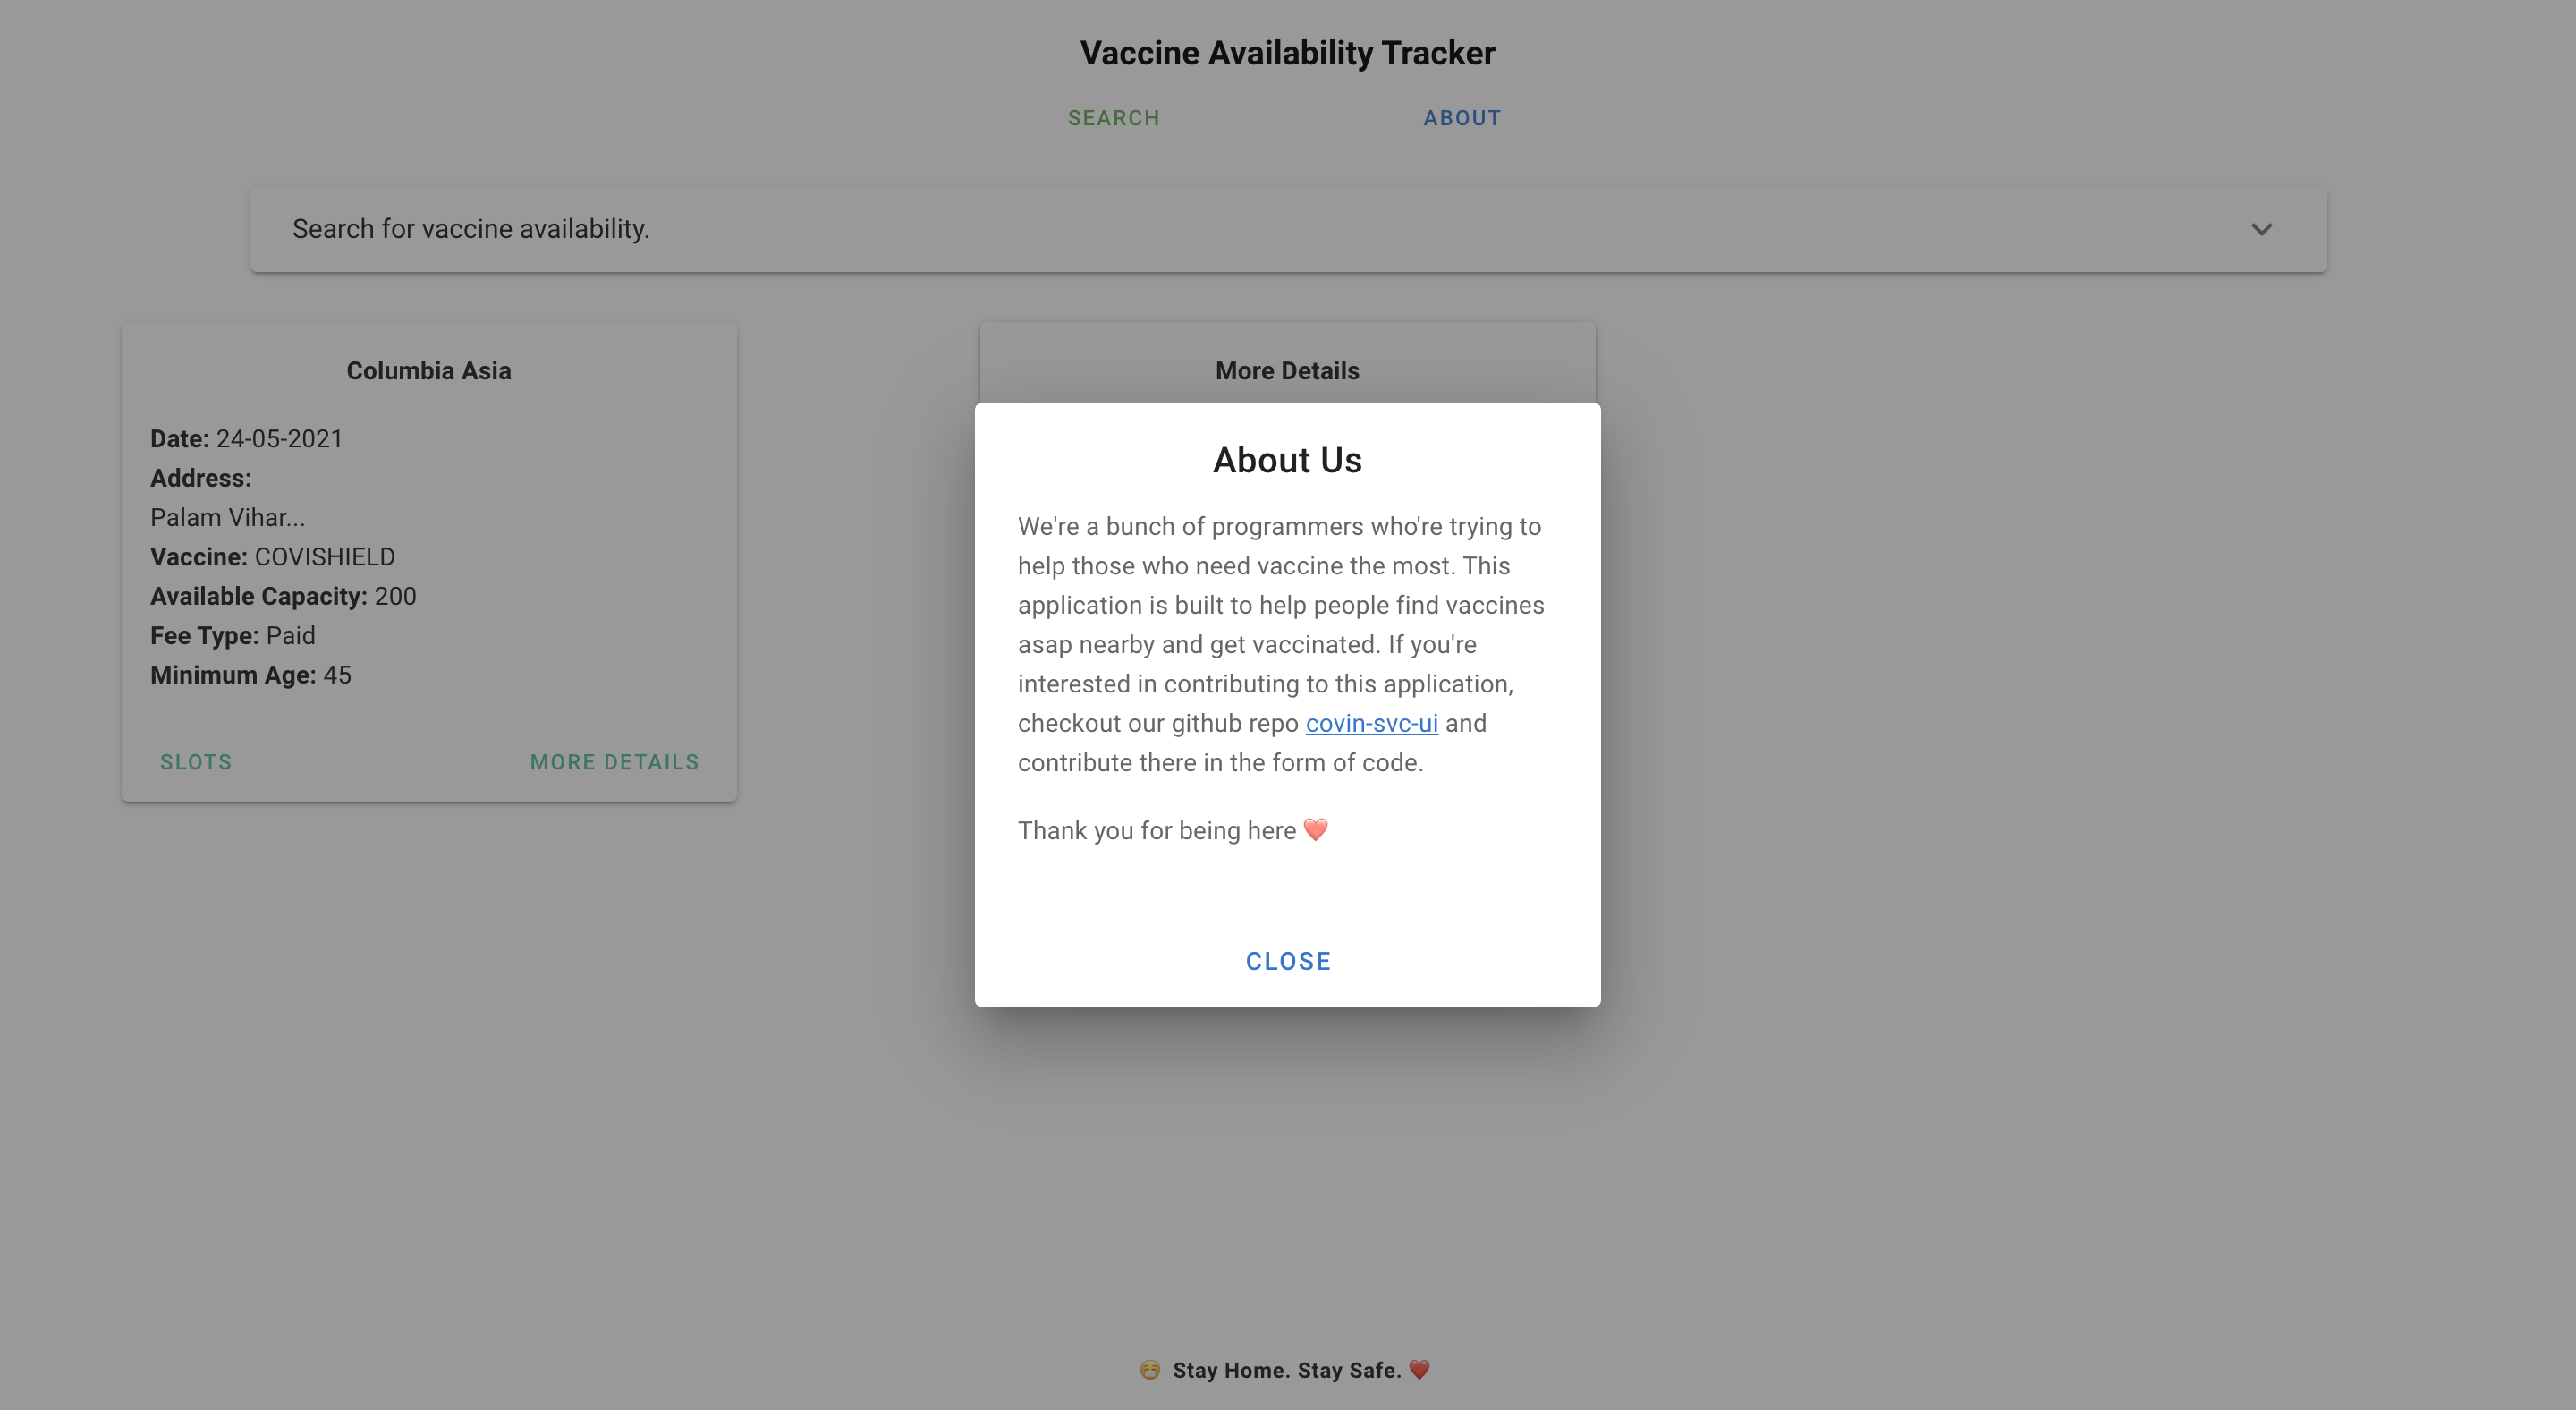 Vaccine Availability Tracker
SEARCH
ABOUT
Search for vaccine availability.
Columbia Asia
Date: 24-05-2021
Address:
Palam Vihar...
Vaccine: COVISHIELD
Available Capacity: 200
Fee Type: Paid
Minimum Age: 45
SLOTS
MORE DETAILS
More Details
About Us
We're a bunch of programmers who're trying to
help those who need vaccine the most. This
application is built to help people find vaccines
asap nearby and get vaccinated. If you're
interested in contributing to this application,
checkout our github repo covin-svc-ui and
contribute there in the form of code.
Thank you for being here ❤️
CLOSE
😷 Stay Home. Stay Safe. ❤️